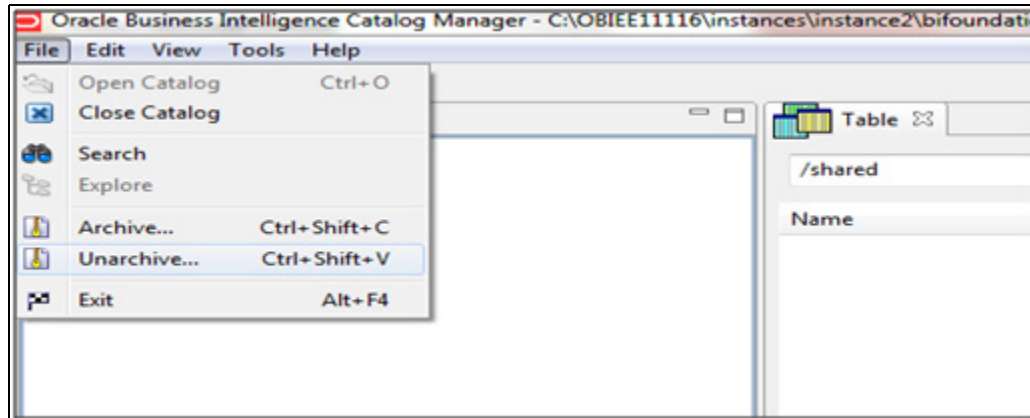 Oracle Business Intelligence Catalog Manager - C:\OBIEE11116\instances\instance2\bifoundati
File Edit View Tools Help
Open Catalog Ctrl+O
Close Catalog
Search
Explore
Archive... Ctrl+Shift+C
Unarchive... Ctrl+Shift+V
Exit Alt+F4
Table
/shared
Name